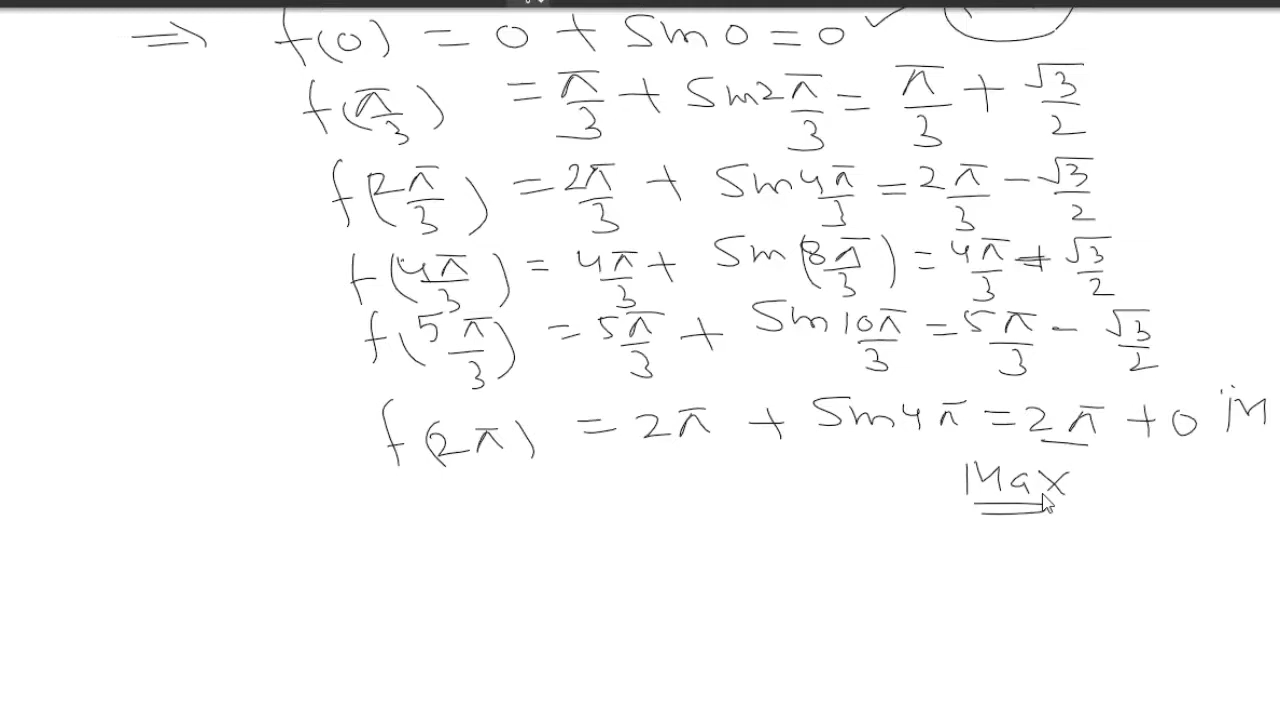 ⇒ f(0) = 0 + Sin 0 = 0 ✓
f(π/3) = π/3 + Sin 2π/3 = π/3 + √3/2
f(2π/3) = 2π/3 + Sin 4π/3 = 2π/3 - √3/2
f(4π/3) = 4π/3 + Sin(8π/3) = 4π/3 + √3/2
f(5π/3) = 5π/3 + Sin 10π/3 = 5π/3 - √3/2
f(2π) = 2π + Sin 4π = 2π + 0
Max